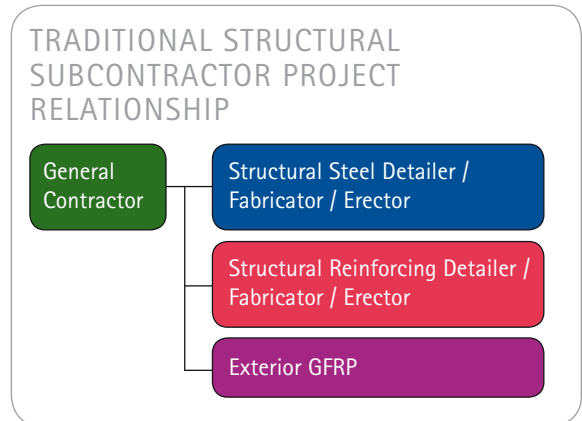 TRADITIONAL STRUCTURAL
SUBCONTRACTOR PROJECT
RELATIONSHIP
General
Contractor
Structural Steel Detailer /
Fabricator / Erector
Structural Reinforcing Detailer /
Fabricator / Erector
Exterior GFRP